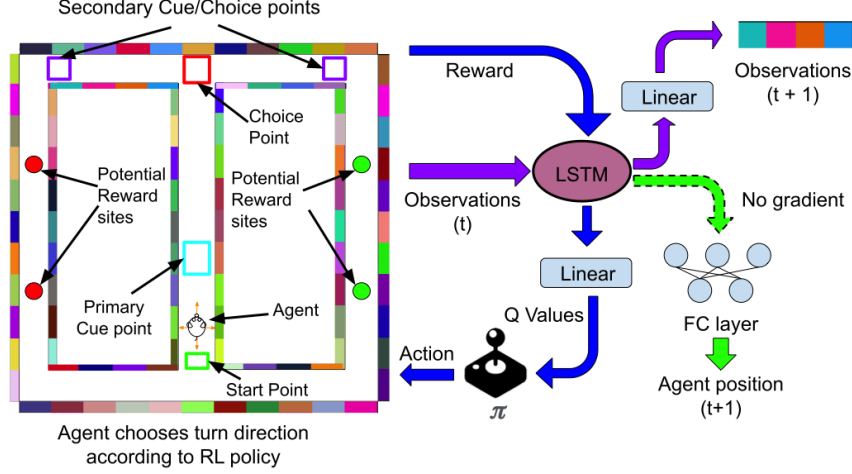 Secondary Cue/Choice points
Choice
Point
Potential
Reward
sites
Potential
Reward sites
Primary
Cue point
Agent
Start Point
Agent chooses turn direction
according to RL policy
Reward
Observations
(t)
LSTM
Linear
Observations
(t + 1)
No gradient
Linear
Q Values
Action
π
FC layer
Agent position
(t+1)